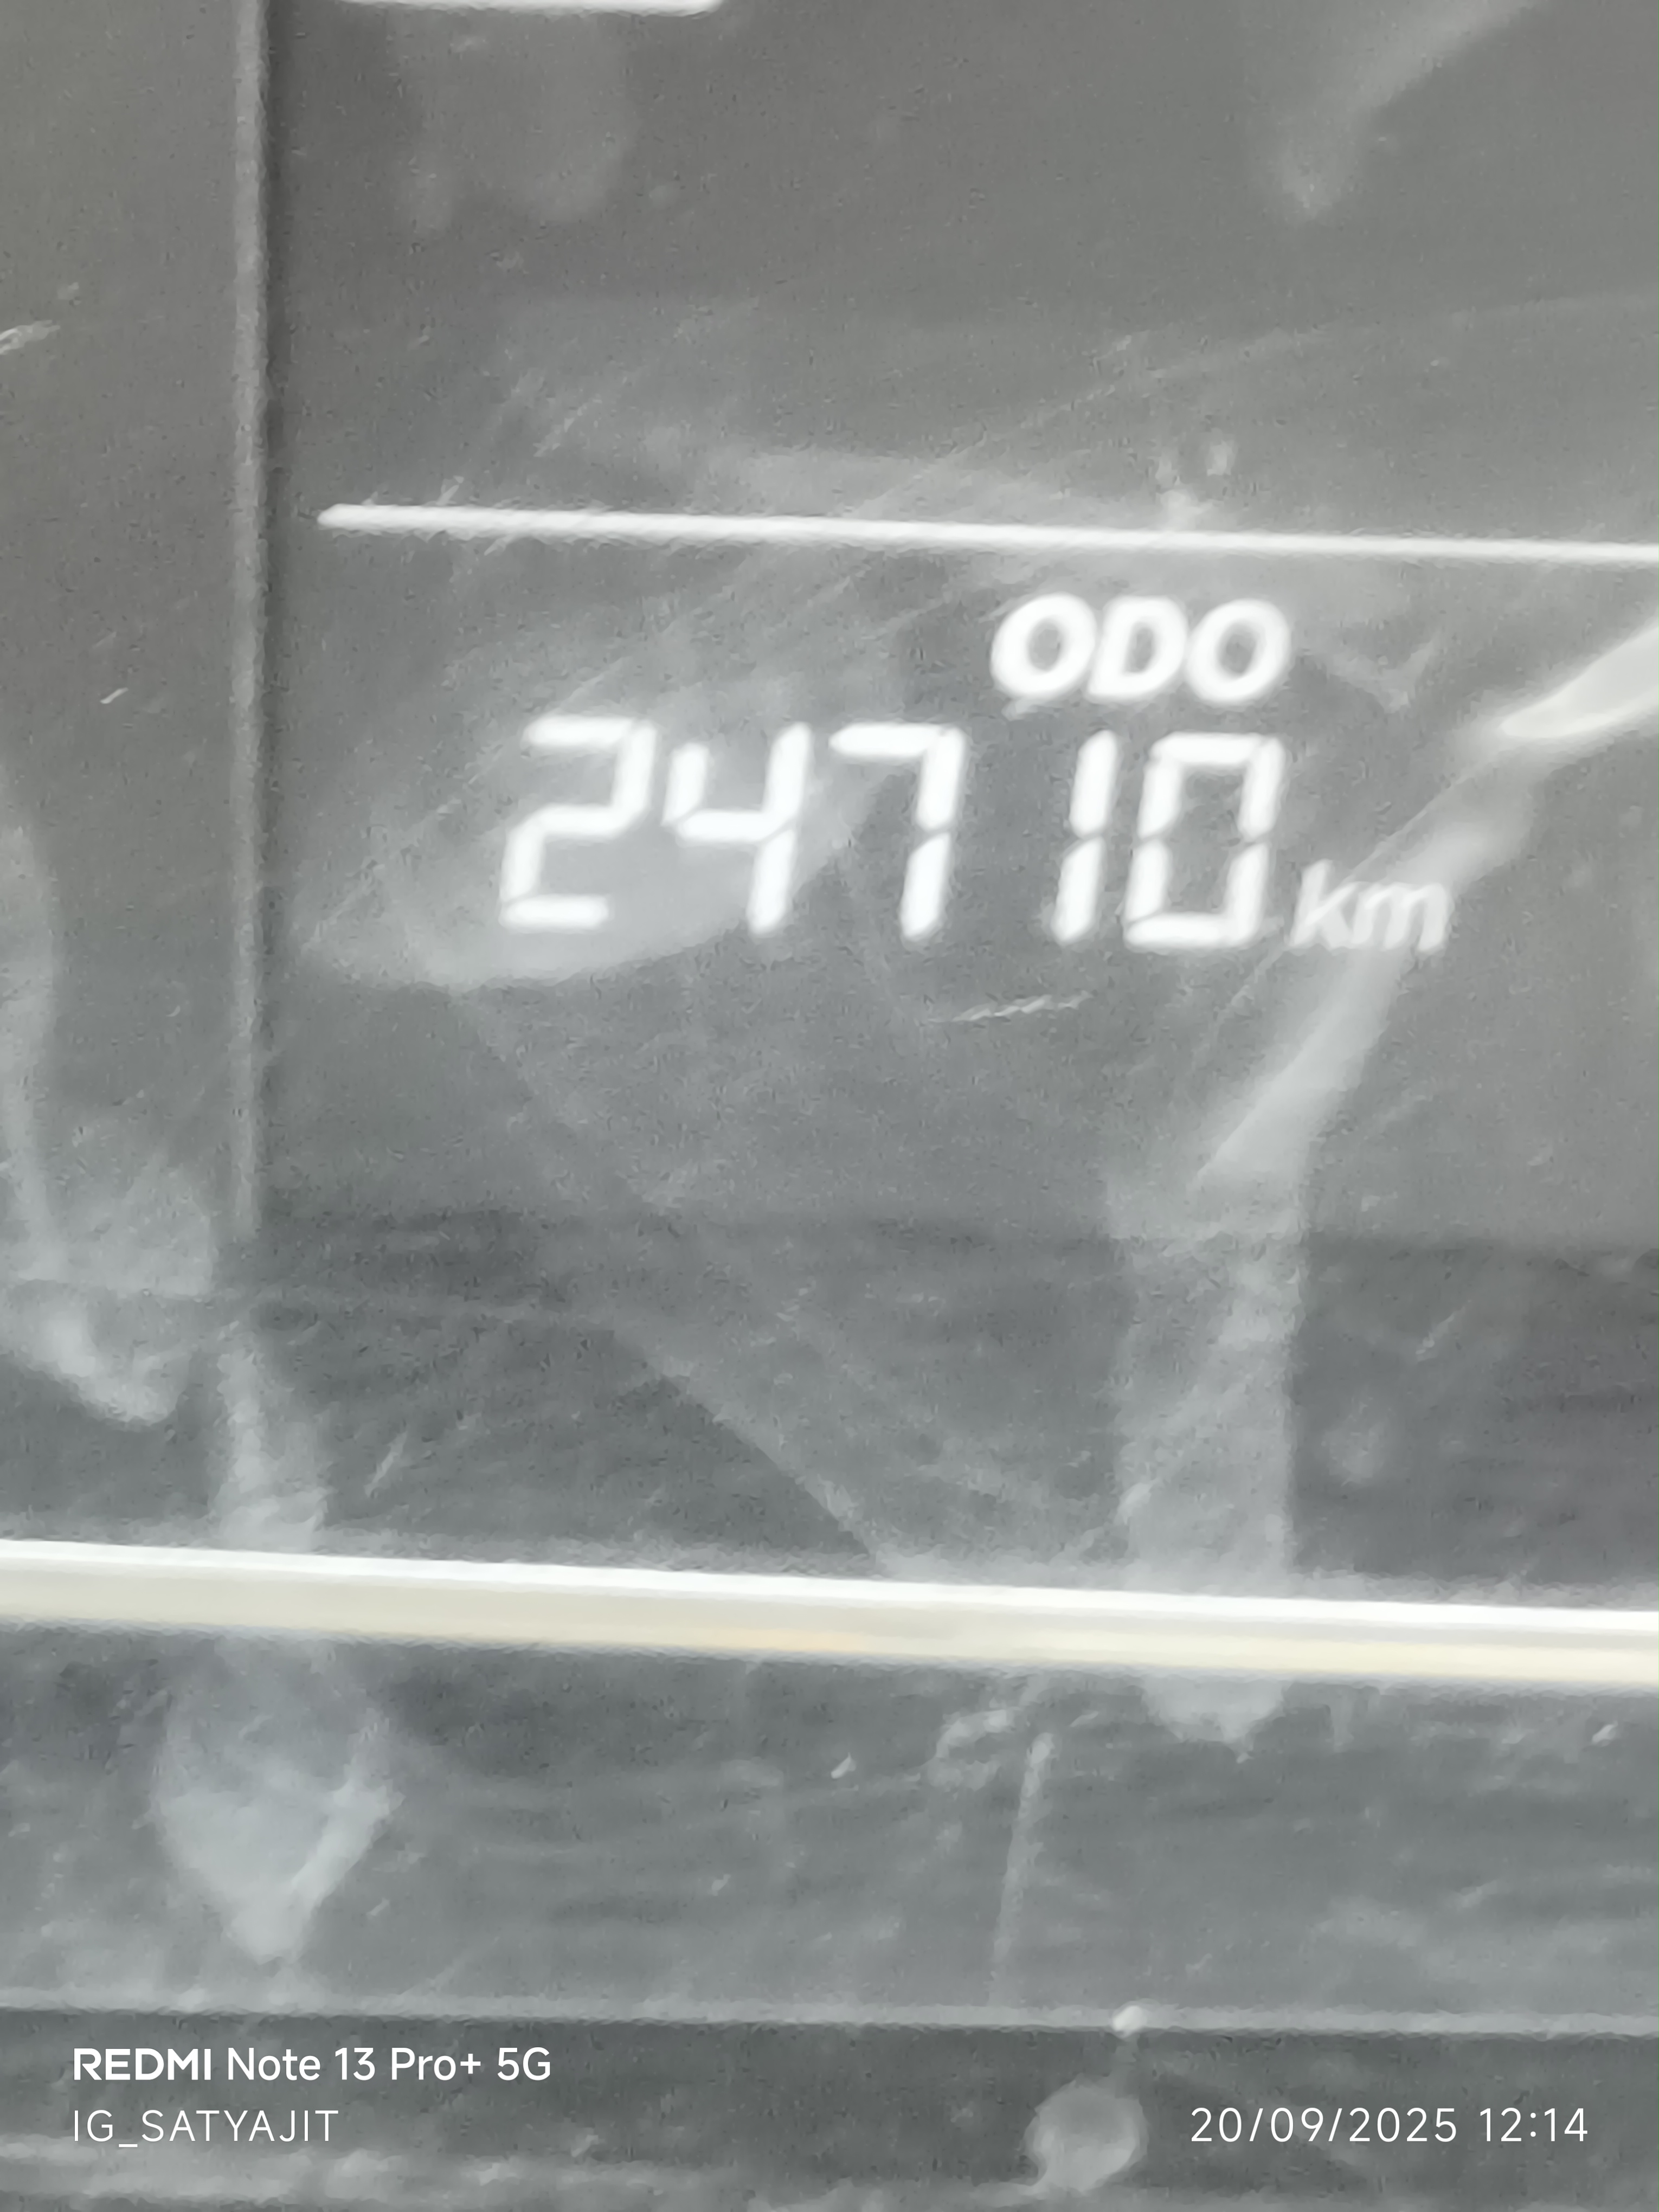 ODO
24710 km
REDMI Note 13 Pro+ 5G
IG_SATYAJIT
20/09/2025 12:14